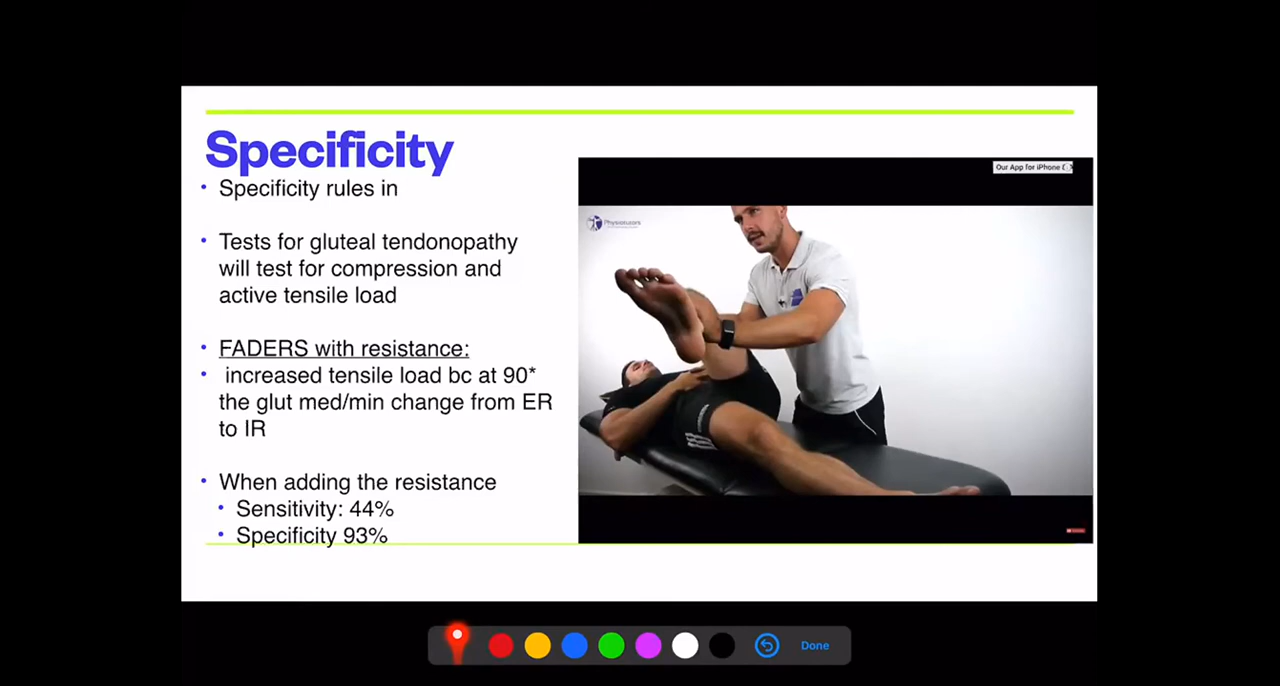 Specificity
• Specificity rules in
• Tests for gluteal tendonopathy
will test for compression and
active tensile load
• FADERS with resistance:
• increased tensile load bc at 90*
the glut med/min change from ER
to IR
• When adding the resistance
• Sensitivity: 44%
• Specificity 93%
Our App for iPhone
Physiotutors
Done